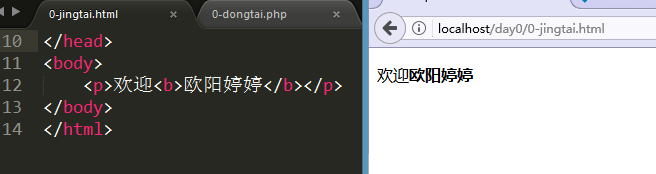 0-jingtai.html × 0-dongtai.php ×
10 </head>
11 <body>
12 <p>欢迎<b>欧阳婷婷</b></p>
13 </body>
14 </html>
localhost/day0/0-jingtai.html
欢迎欧阳婷婷